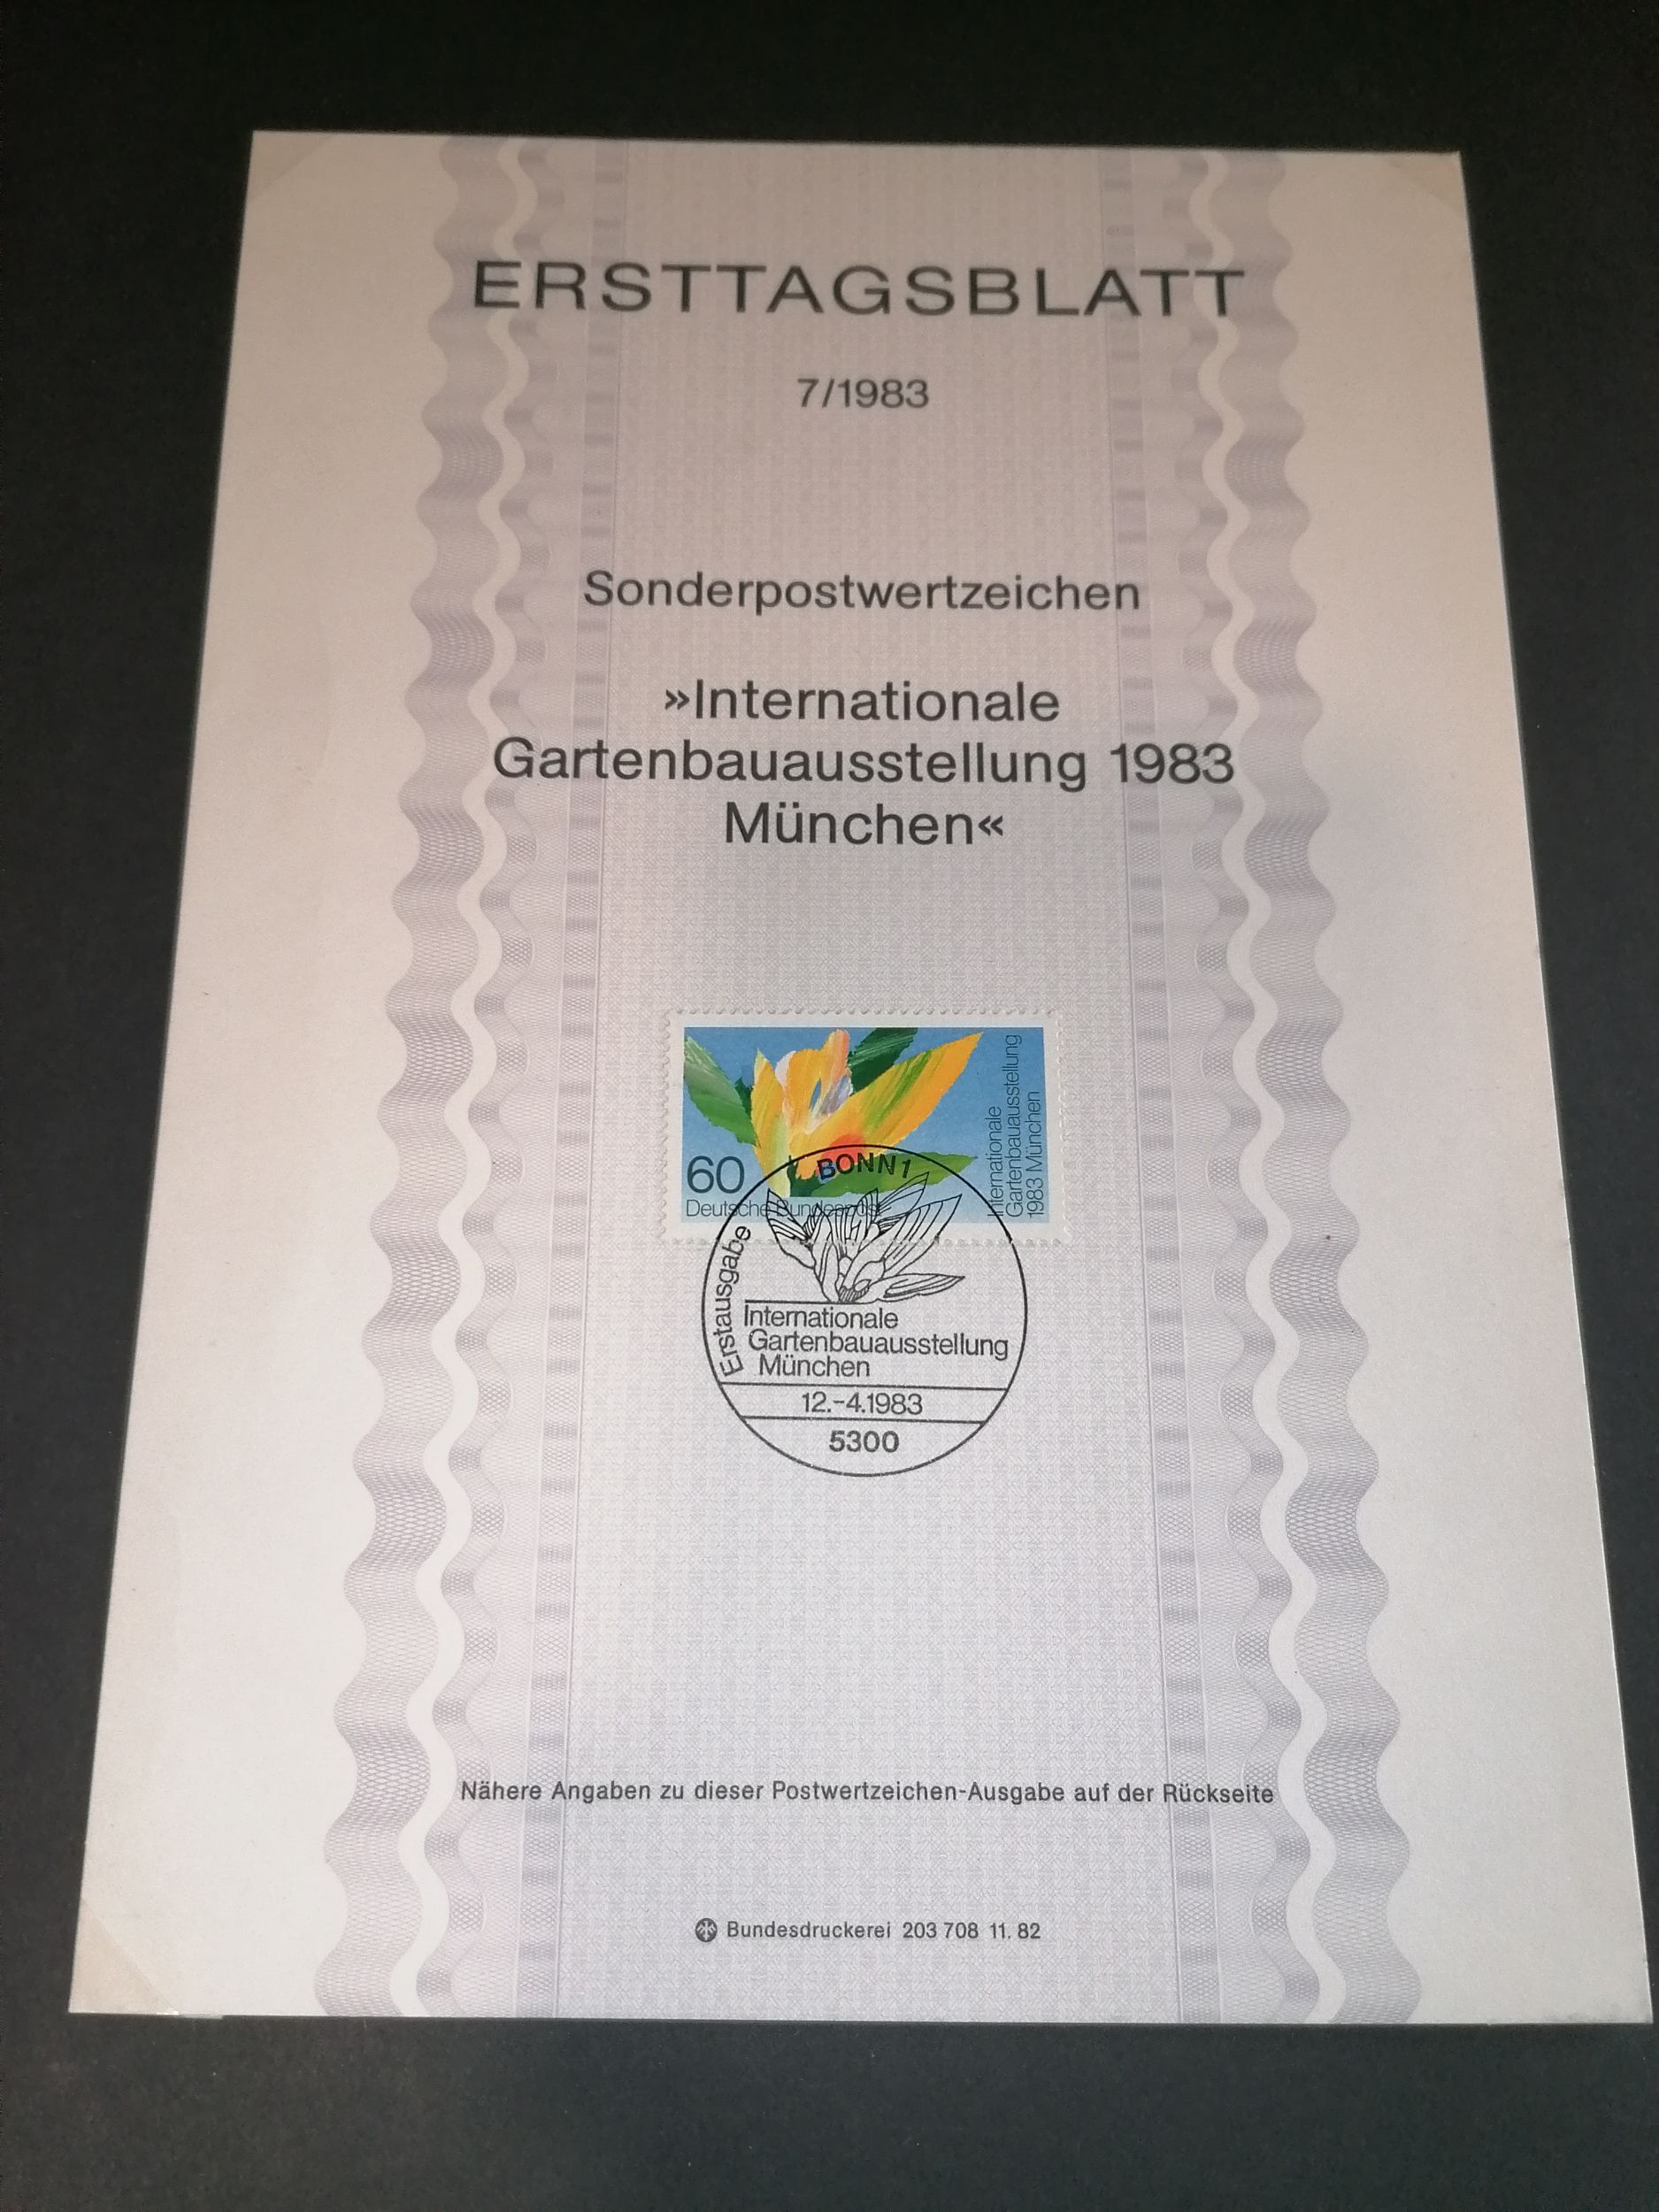 ERSTTAGSBLATT
7/1983
Sonderpostwertzeichen
»Internationale
Gartenbauausstellung 1983
München«
60
Deutsche Bundespost
Internationale
Gartenbauausstellung
1983 München
BONN 1
Erstausgabe
Internationale
Gartenbauausstellung
München
12.-4.1983
5300
Nähere Angaben zu dieser Postwertzeichen-Ausgabe auf der Rückseite
Bundesdruckerei 203 708 11. 82